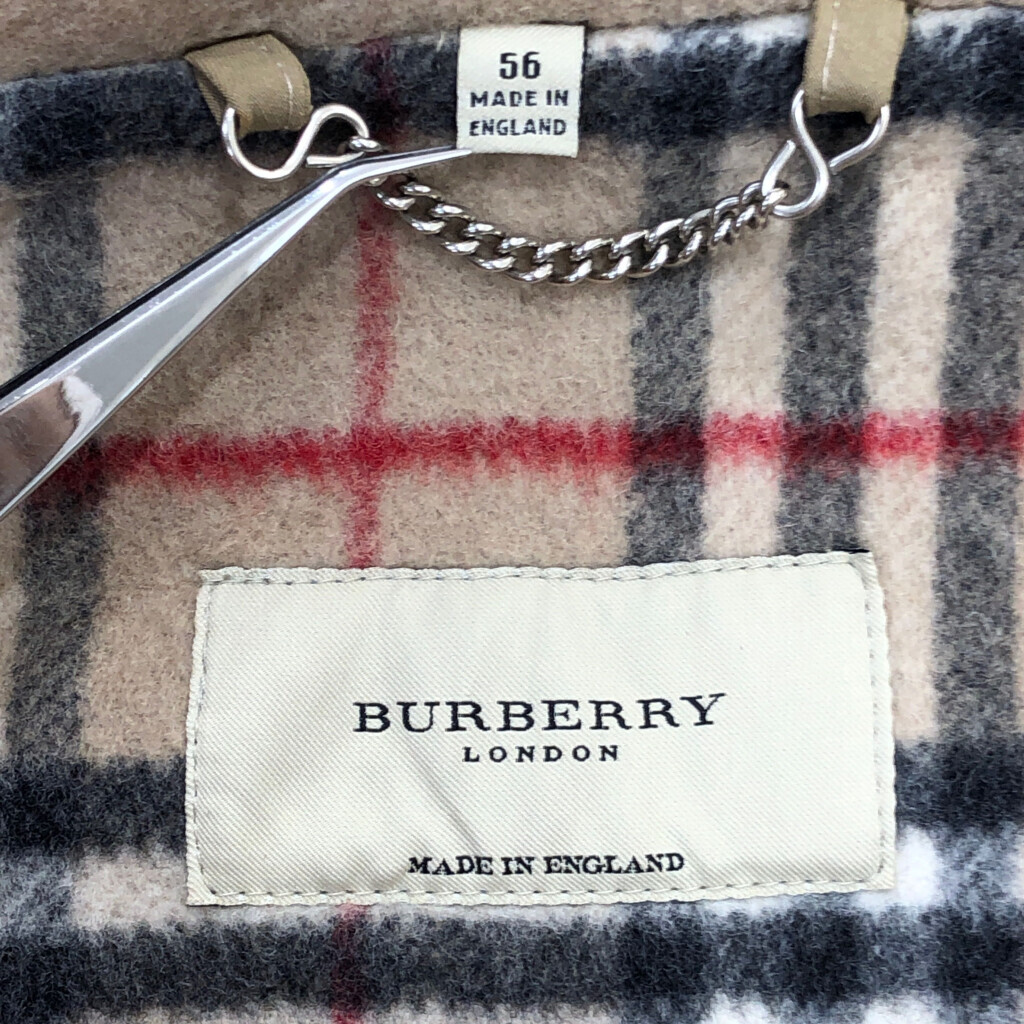 56
MADE IN
ENGLAND
BURBERRY
LONDON
MADE IN ENGLAND